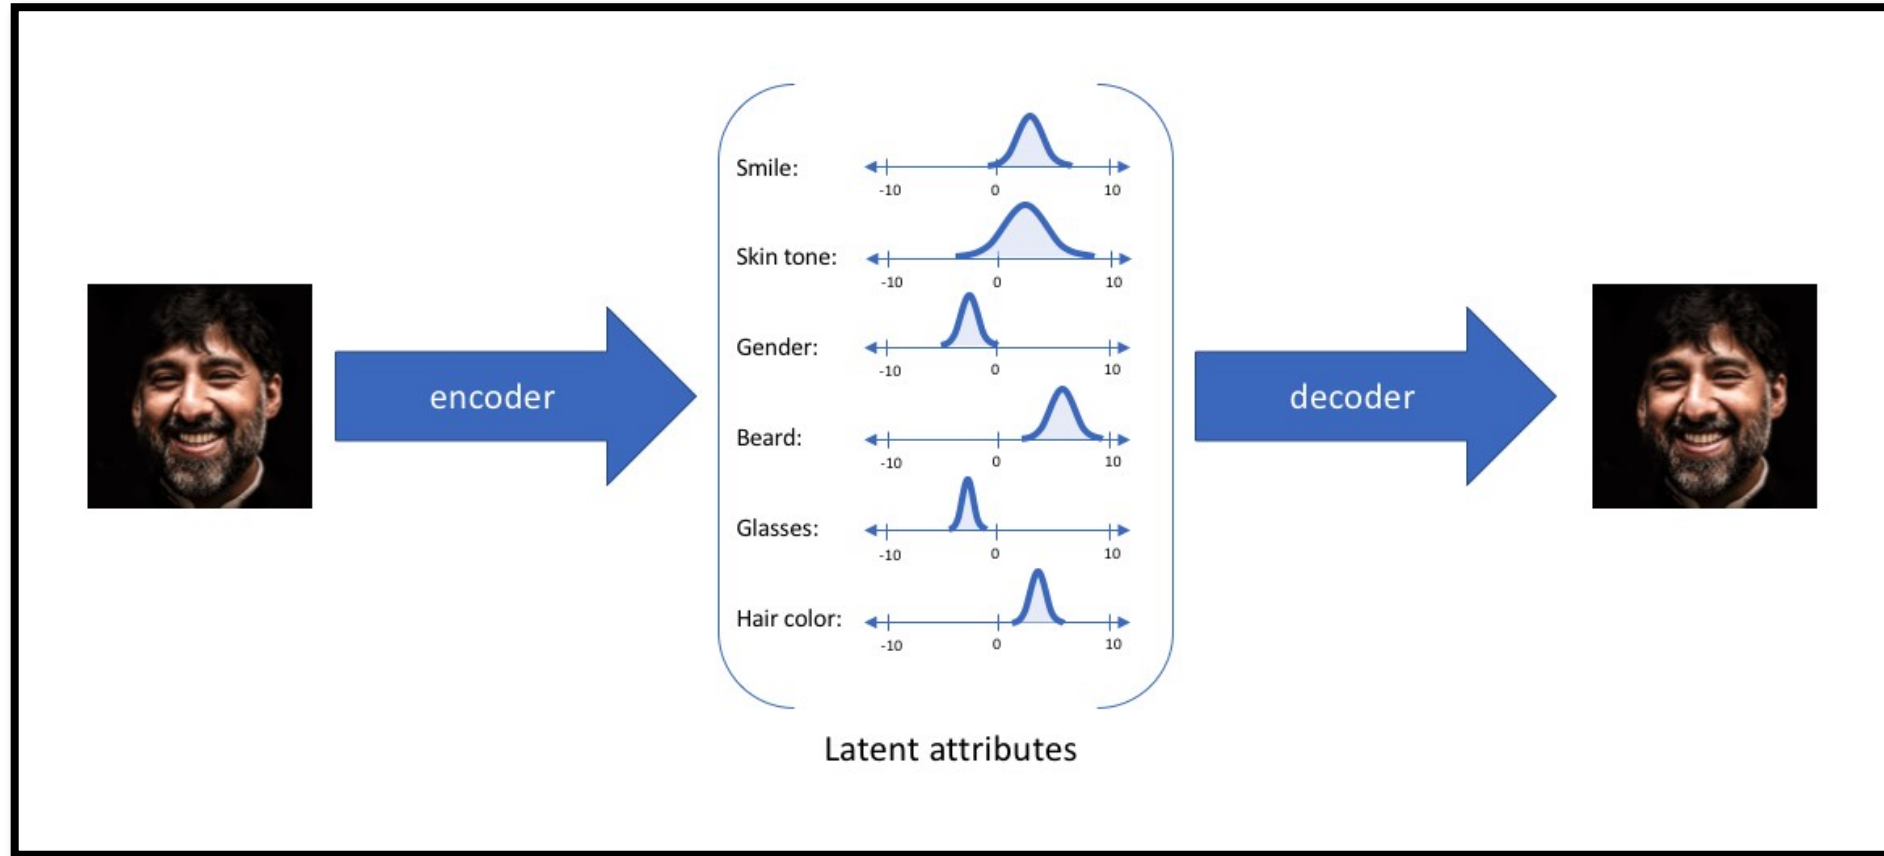 Smile:
-10 0 10
Skin tone:
-10 0 10
Gender:
-10 0 10
encoder
decoder
Beard:
-10 0 10
Glasses:
-10 0 10
Hair color:
-10 0 10
Latent attributes